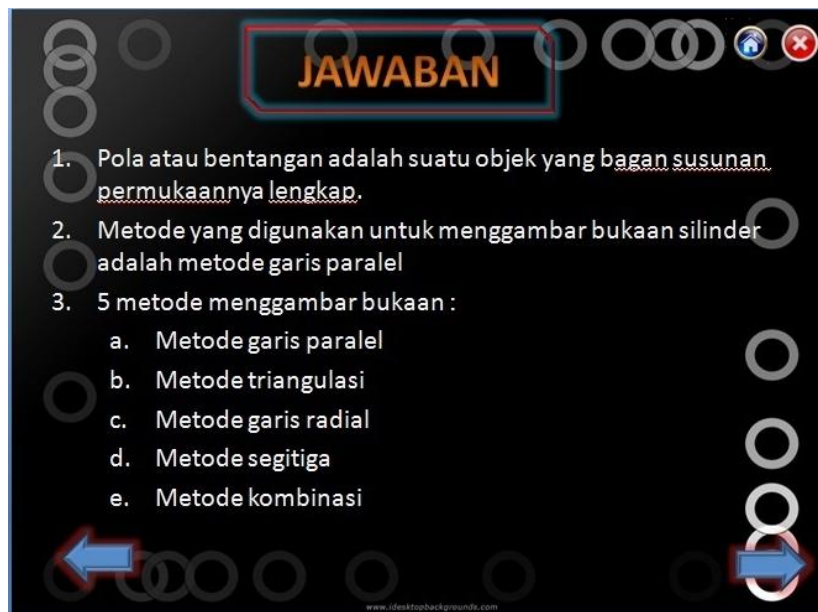 JAWABAN
1. Pola atau bentangan adalah suatu objek yang bagan susunan
permukaannya lengkap.
2. Metode yang digunakan untuk menggambar bukaan silinder
adalah metode garis paralel
3. 5 metode menggambar bukaan :
a. Metode garis paralel
b. Metode triangulasi
c. Metode garis radial
d. Metode segitiga
e. Metode kombinasi
www.idesktopbackgrounds.com